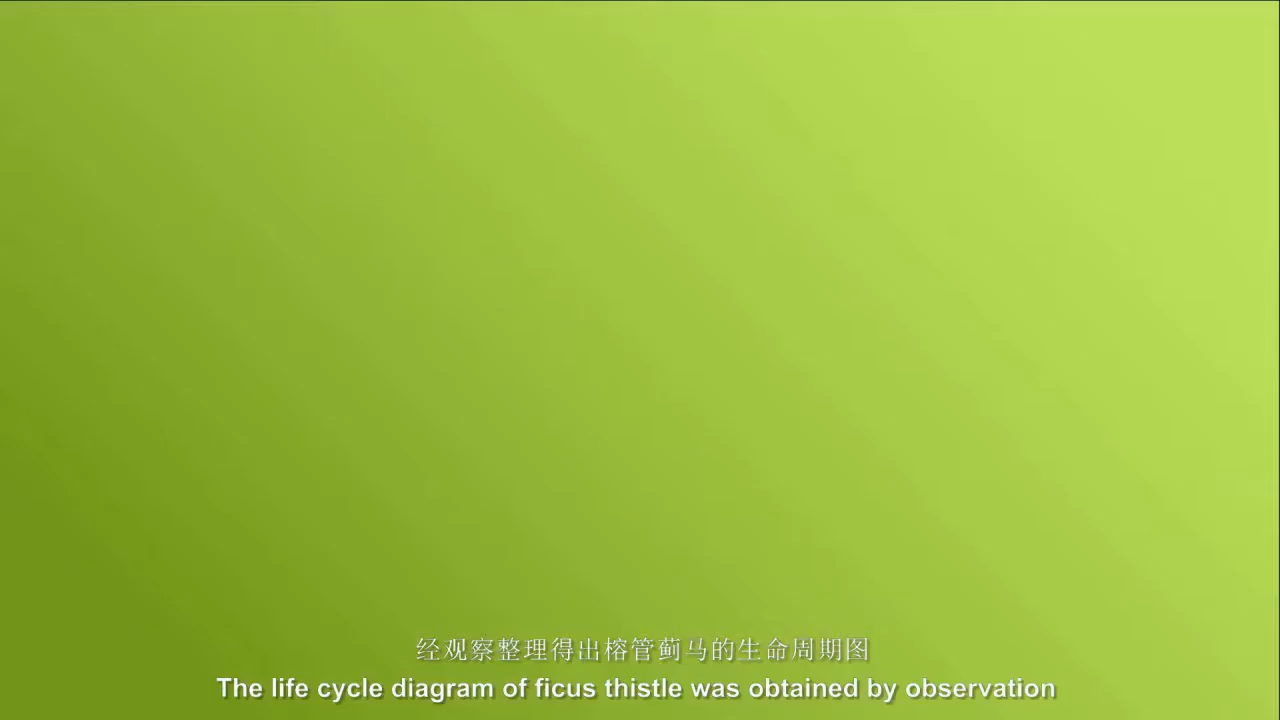 经观察整理得出榕管蓟马的生命周期图
The life cycle diagram of ficus thistle was obtained by observation